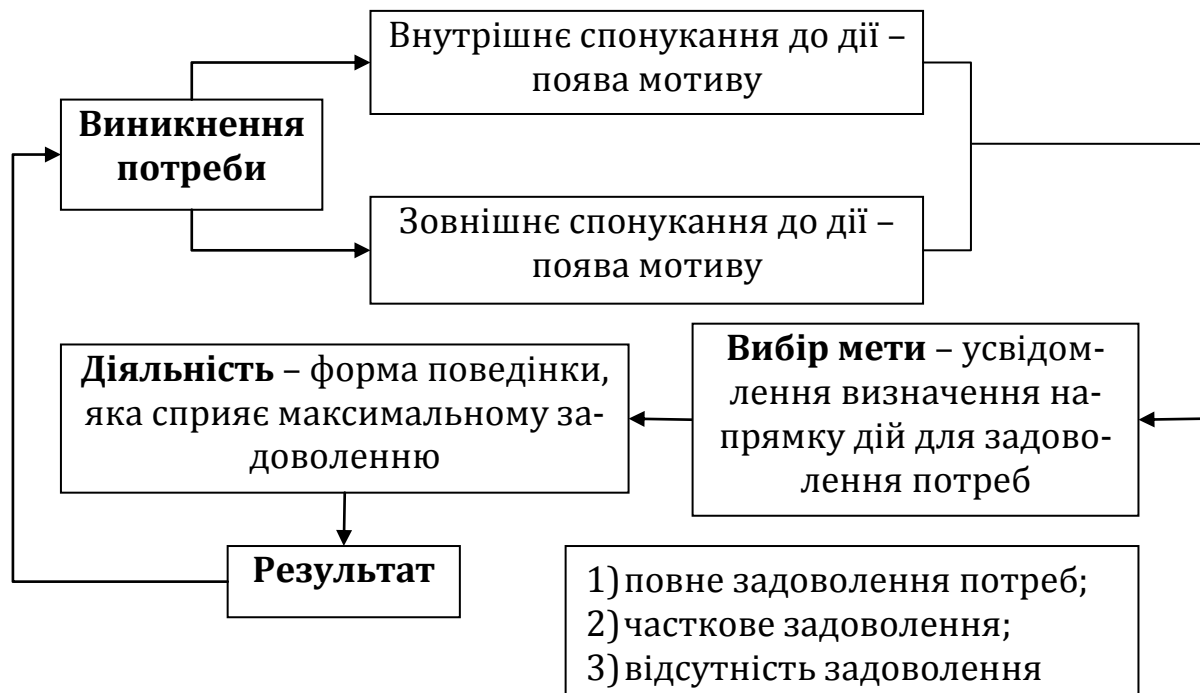 Внутрішнє спонукання до дії –
поява мотиву
Виникнення
потреби
Зовнішнє спонукання до дії –
поява мотиву
Вибір мети – усвідом-
лення визначення на-
прямку дій для задово-
лення потреб
Діяльність – форма поведінки,
яка сприяє максимальному за-
доволенню
Результат
1) повне задоволення потреб;
2) часткове задоволення;
3) відсутність задоволення